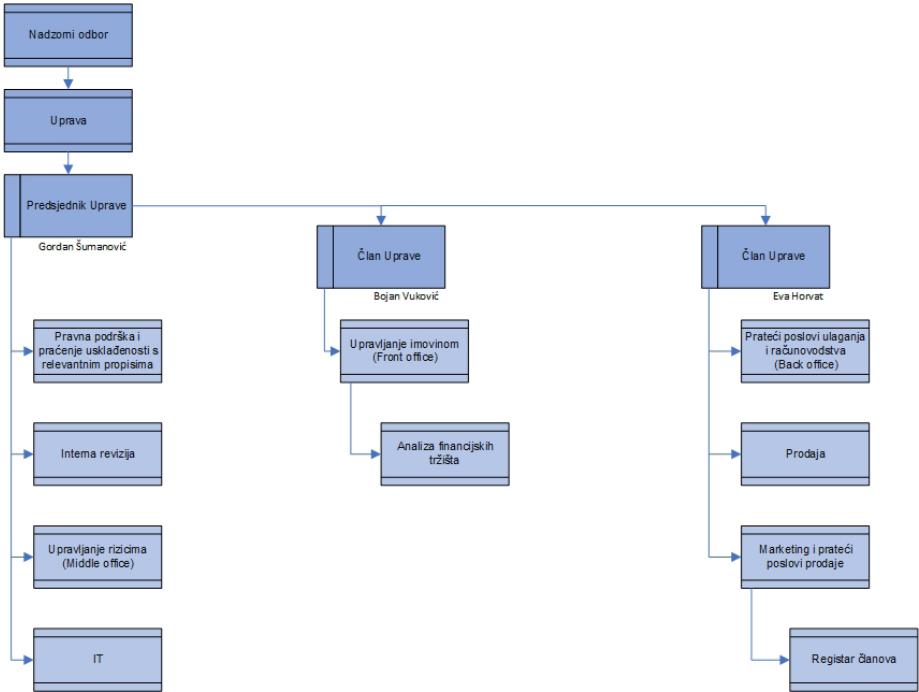 Nadzorni odbor
Uprava
Predsjednik Uprave
Gordan Šumanović
Član Uprave
Bojan Vuković
Član Uprave
Eva Horvat
Pravna podrška i
praćenje usklađenosti s
relevantnim propisima
Upravljanje imovinom
(Front office)
Prateći poslovi ulaganja
i računovodstva
(Back office)
Interna revizija
Analiza financijskih
tržišta
Prodaja
Upravljanje rizicima
(Middle office)
Marketing i prateći
poslovi prodaje
IT
Registar članova